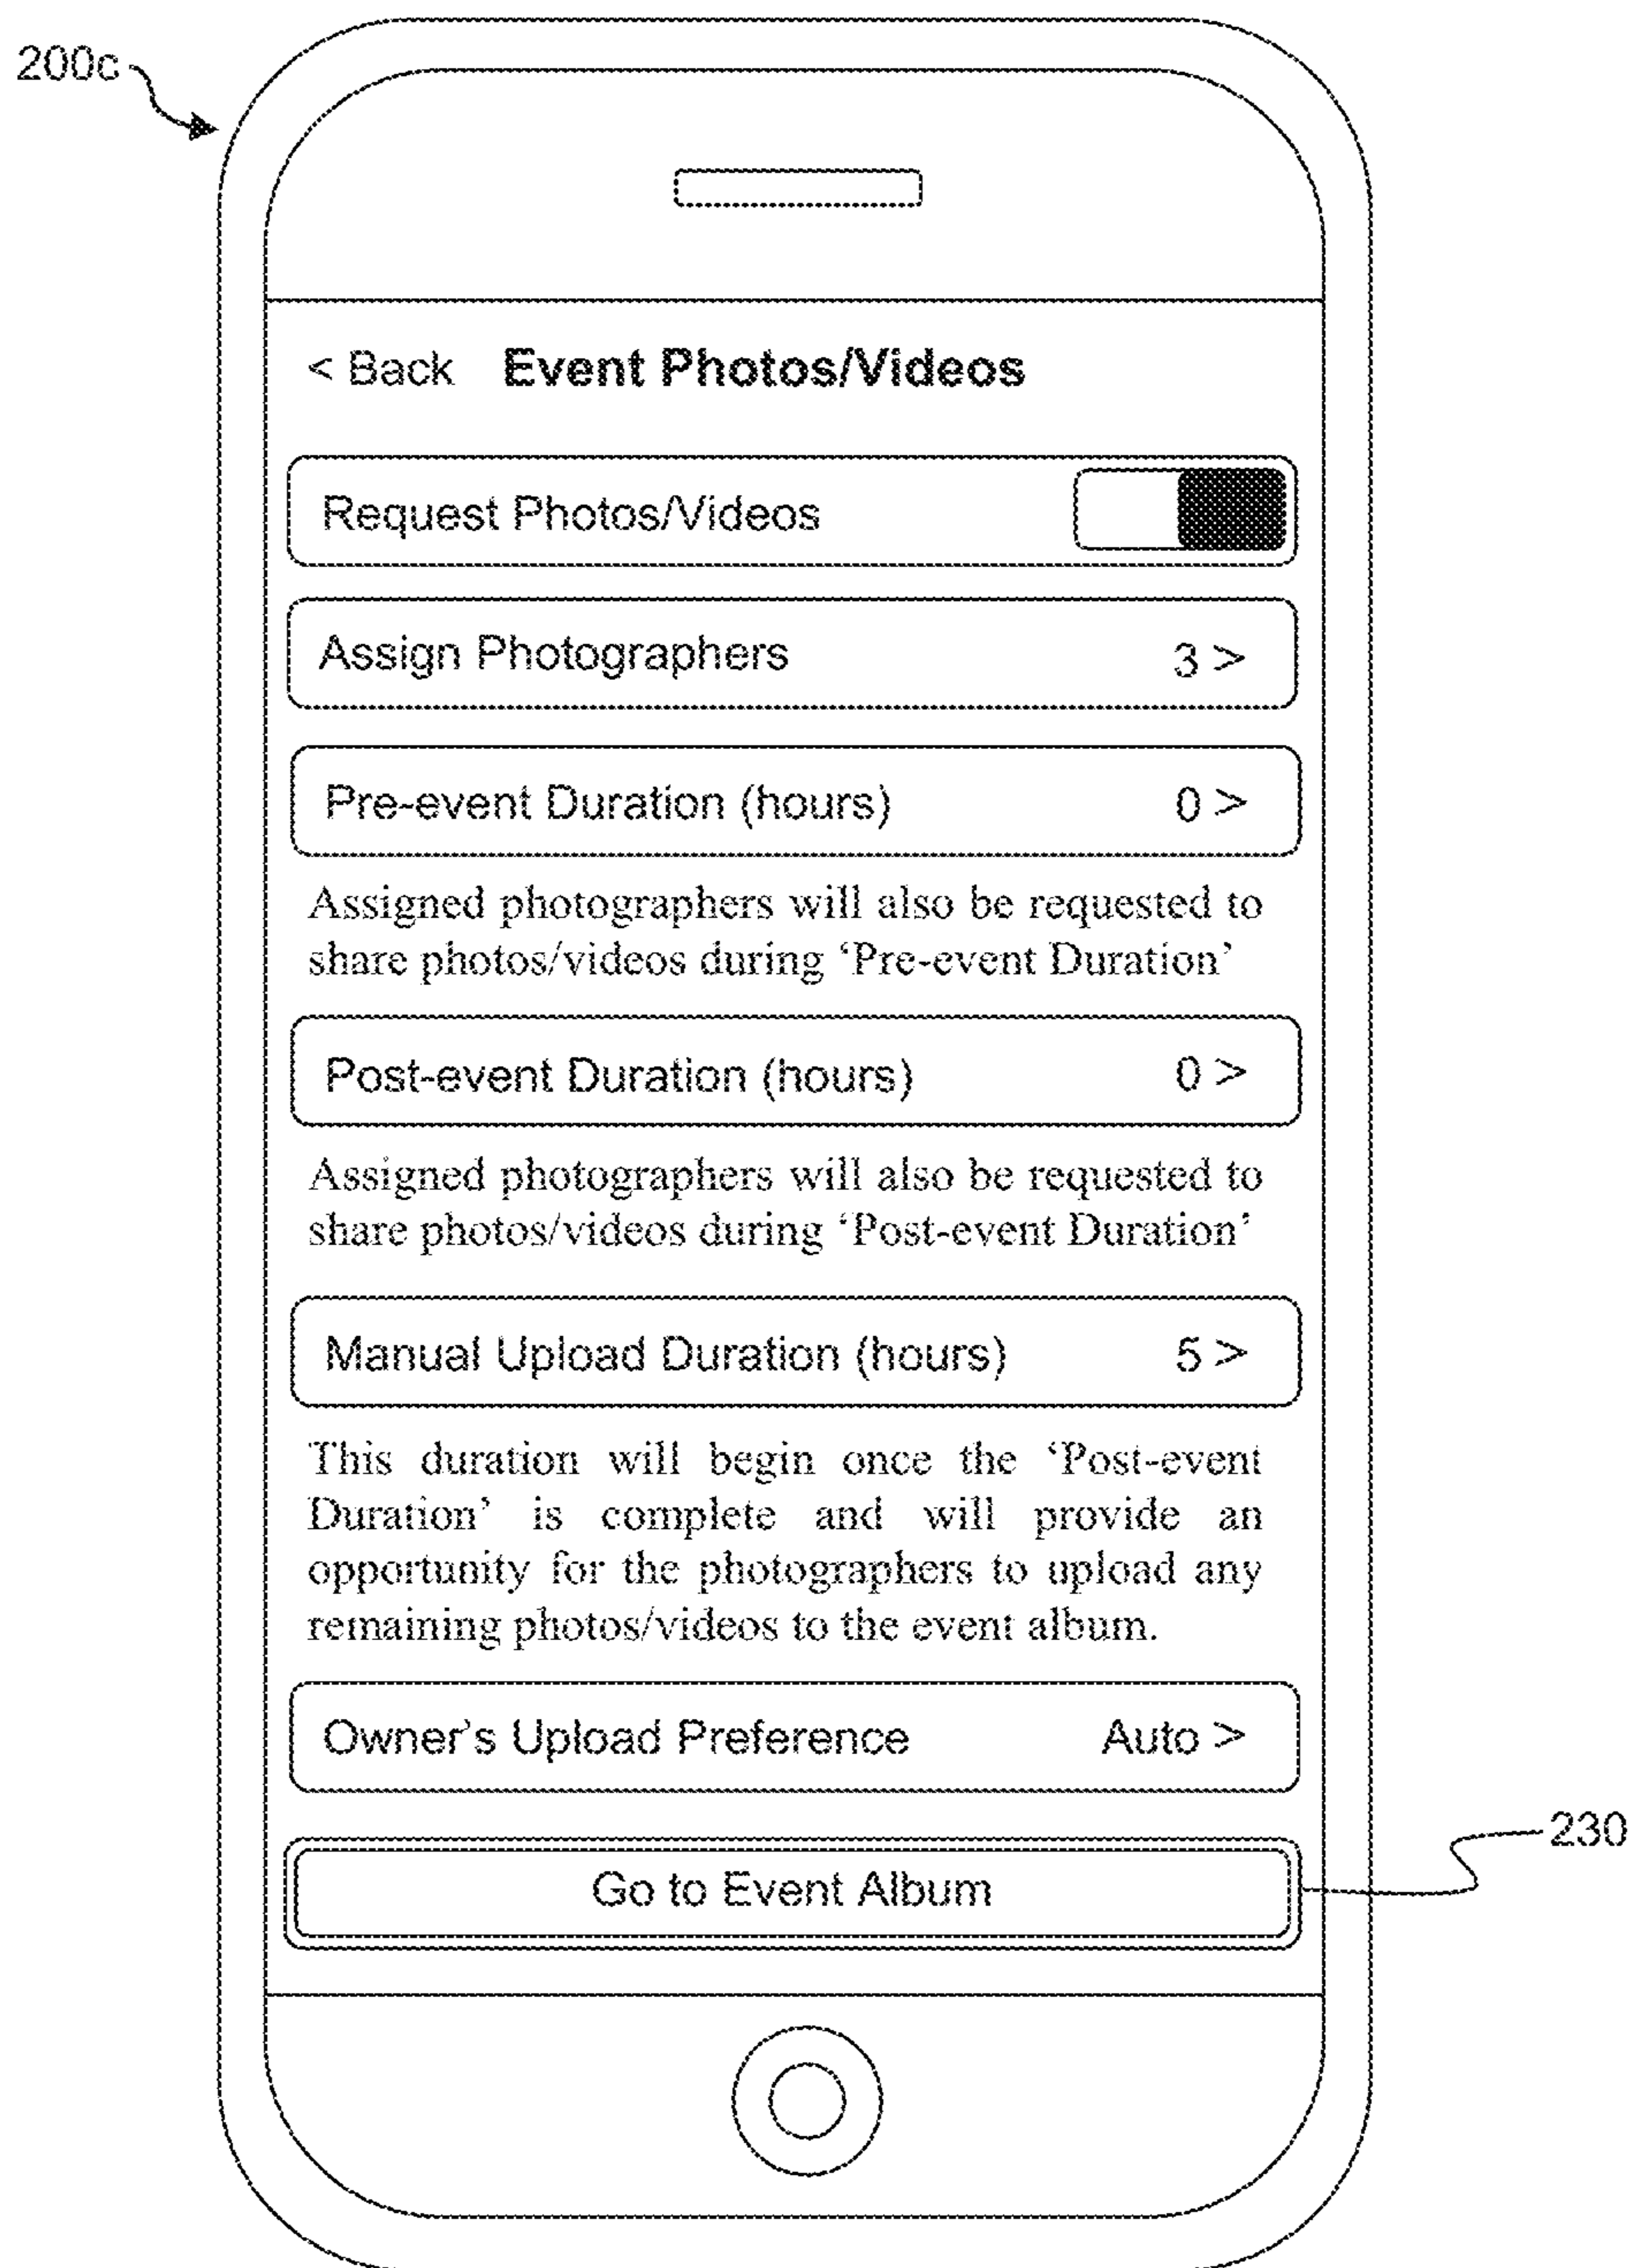 200c
< Back Event Photos/Videos
Request Photos/Videos
Assign Photographers 3 >
Pre-event Duration (hours) 0 >
Assigned photographers will also be requested to
share photos/videos during ‘Pre-event Duration’
Post-event Duration (hours) 0 >
Assigned photographers will also be requested to
share photos/videos during ‘Post-event Duration’
Manual Upload Duration (hours) 5 >
This duration will begin once the ‘Post-event
Duration’ is complete and will provide an
opportunity for the photographers to upload any
remaining photos/videos to the event album.
Owner’s Upload Preference Auto >
Go to Event Album
230